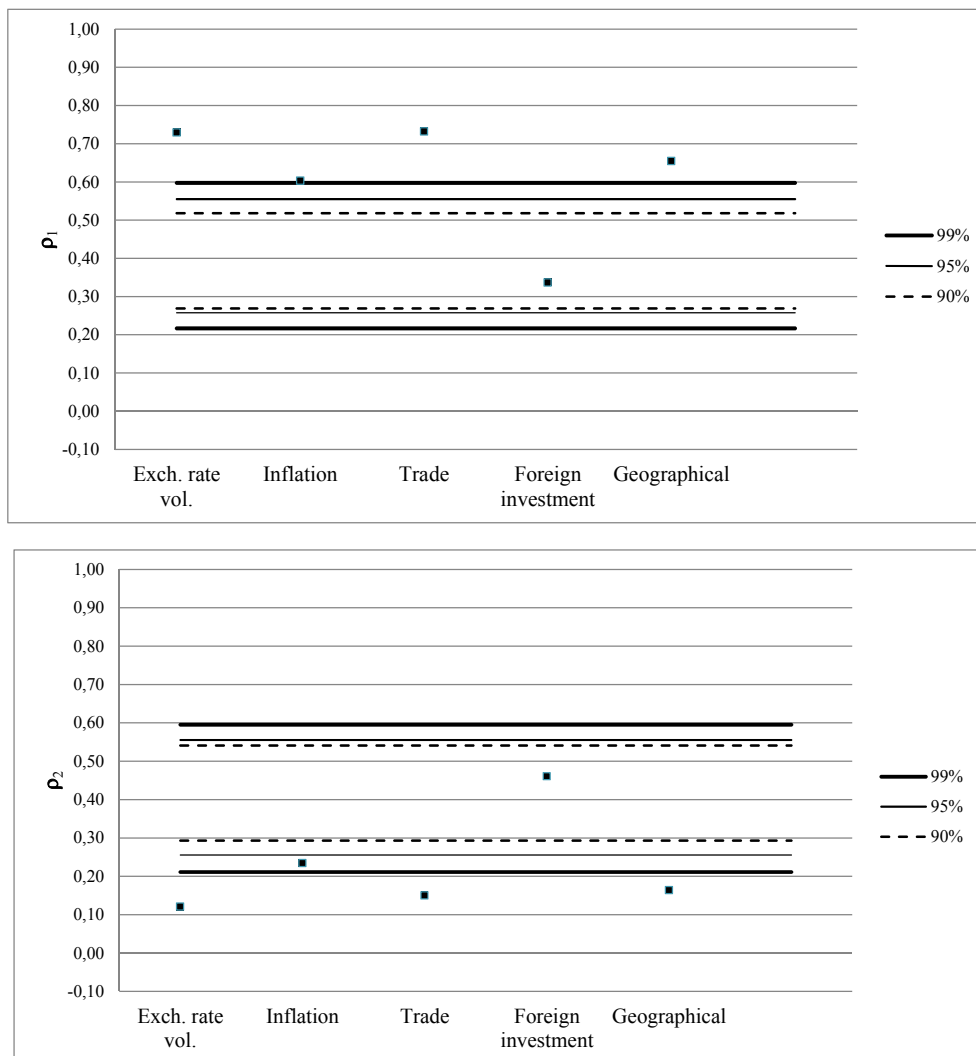 1,00
0,90
0,80
0,70
0,60
0,50
0,40
0,30
0,20
0,10
0,00
-0,10
ρ1
Exch. rate vol.
Inflation
Trade
Foreign investment
Geographical
99%
95%
90%
1,00
0,90
0,80
0,70
0,60
0,50
0,40
0,30
0,20
0,10
0,00
-0,10
ρ2
Exch. rate vol.
Inflation
Trade
Foreign investment
Geographical
99%
95%
90%